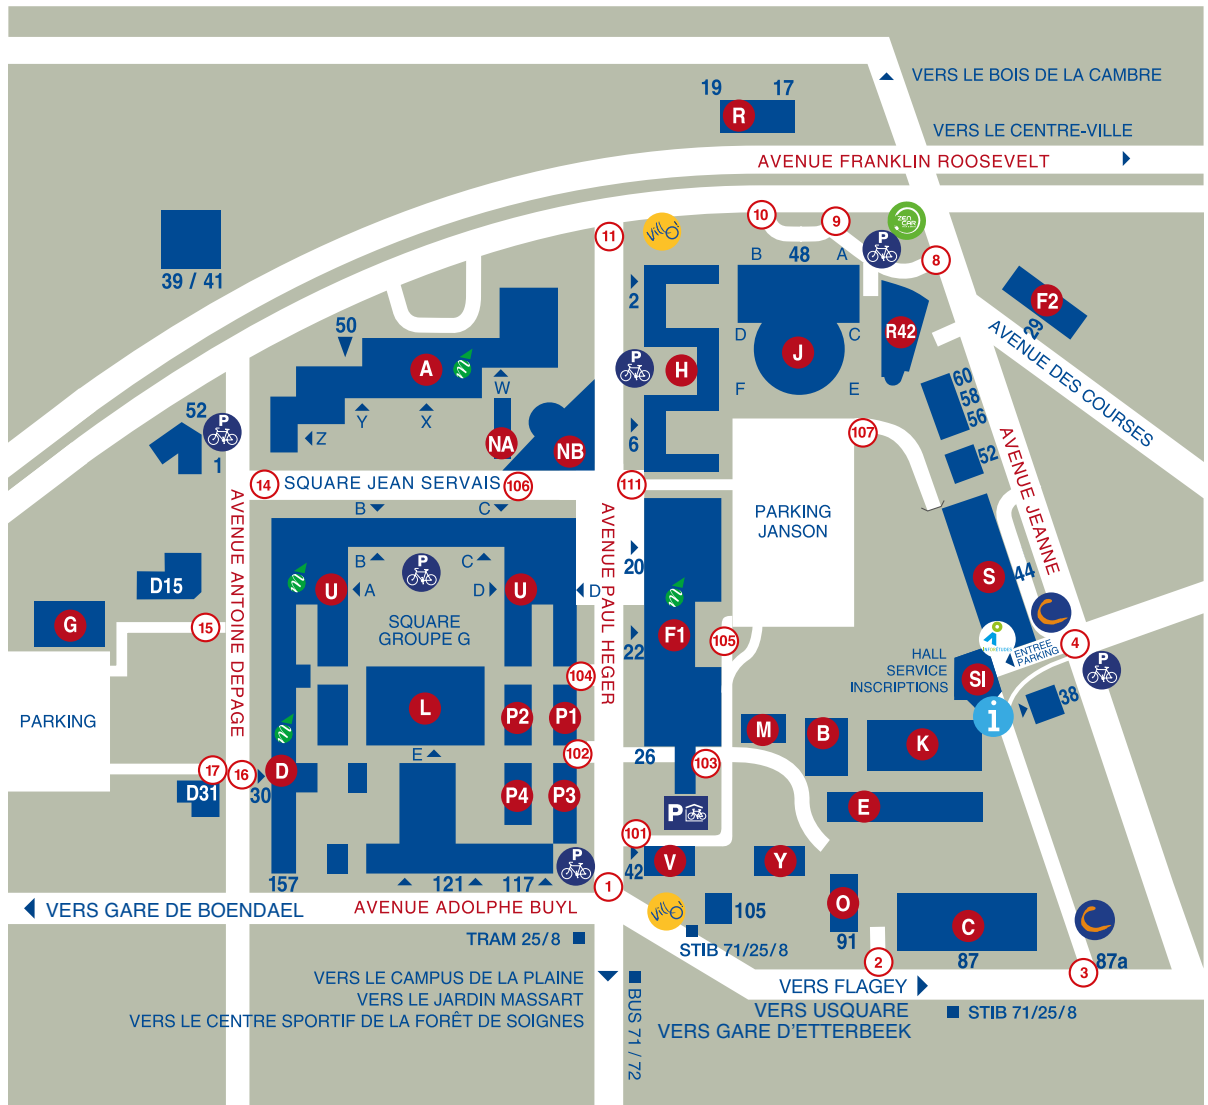 VERS LE BOIS DE LA CAMBRE
19
17
R
VERS LE CENTRE-VILLE
AVENUE FRANKLIN ROOSEVELT
10
9
ZEN
CAR
11
Vill O!
P
8
39 / 41
B
48
A
2
F2
29
50
D
C
R42
J
AVENUE DES COURSES
A
m
P
H
W
F
E
60
58
56
52
P
1
Y
X
Z
6
NA
NB
107
AVENUE JEANNE
52
14
SQUARE JEAN SERVAIS
106
111
B
C
PARKING
JANSON
AVENUE ANTOINE DEPAGE
AVENUE PAUL HEGER
20
B
P
C
D15
m
U
A
D
U
D
m
S
44
G
15
SQUARE
GROUPE G
22
F1
105
INFOR-ÉTUDES
ENTREE
PARKING
4
HALL
SERVICE
INSCRIPTIONS
P
104
SI
38
PARKING
m
L
P2
P1
i
M
B
K
E
102
26
103
17
16
D
30
D31
P4
P3
P
E
101
42
V
Y
P
157
121
117
1
O
VERS GARE DE BOENDAEL
AVENUE ADOLPHE BUYL
Vill O!
105
C
91
87
87a
TRAM 25/8
STIB 71/25/8
2
3
VERS LE CAMPUS DE LA PLAINE
VERS LE JARDIN MASSART
VERS LE CENTRE SPORTIF DE LA FORÊT DE SOIGNES
BUS 71 / 72
VERS FLAGEY
VERS USQUARE
VERS GARE D'ETTERBEEK
STIB 71/25/8